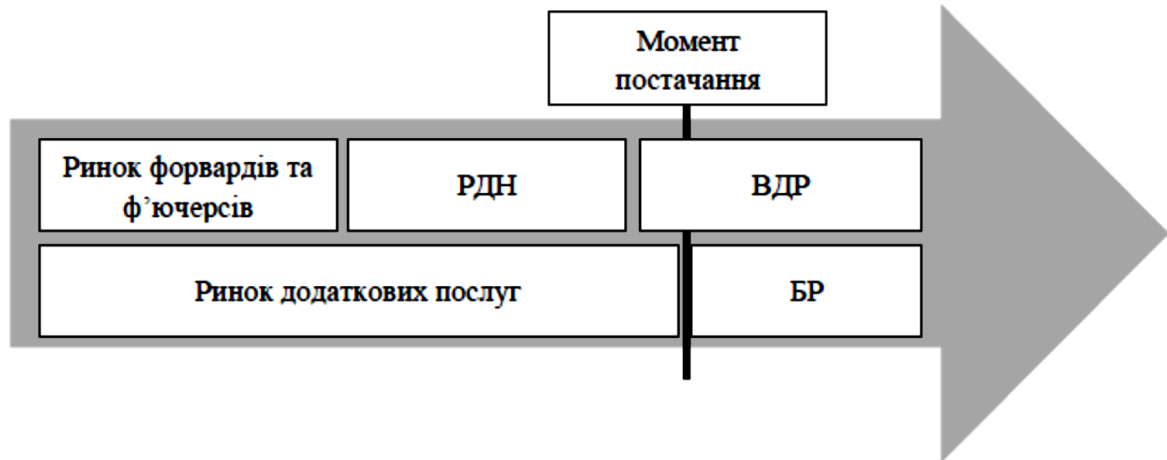 Момент
постачання
Ринок форвардів та
ф’ючерсів
РДН
ВДР
Ринок додаткових послуг
БР